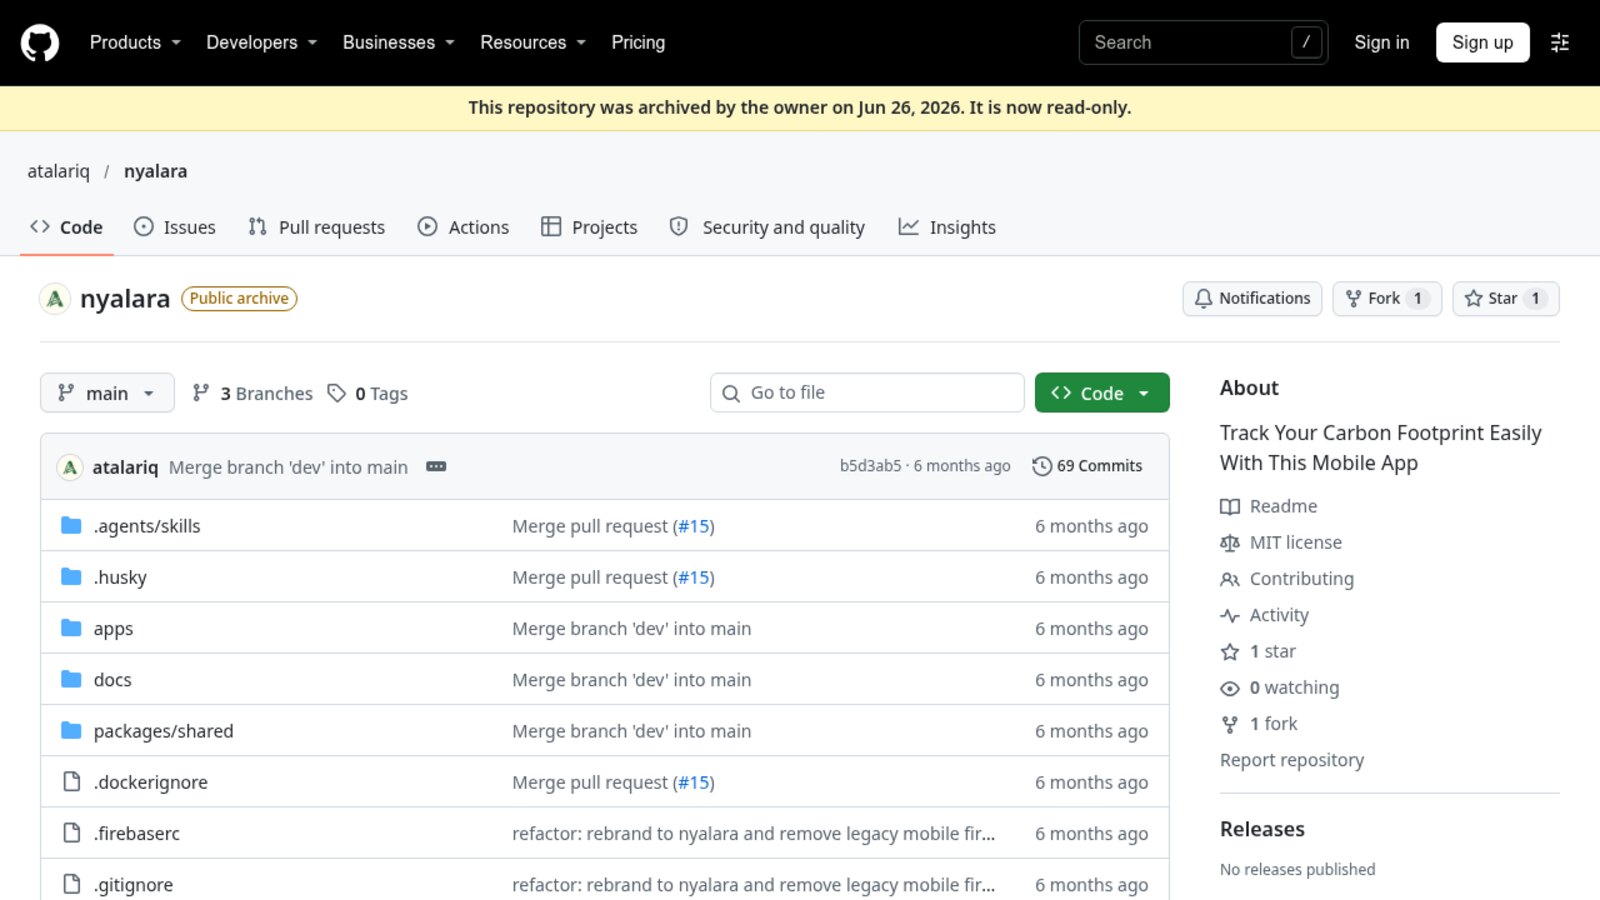 Products Developers Businesses Resources Pricing Search / Sign in Sign up
This repository was archived by the owner on Jun 26, 2026. It is now read-only.
atalariq / nyalara
Code Issues Pull requests Actions Projects Security and quality Insights
nyalara Public archive Notifications Fork 1 Star 1
main 3 Branches 0 Tags Go to file Code
atalariq Merge branch 'dev' into main b5d3ab5 · 6 months ago 69 Commits
.agents/skills Merge pull request (#15) 6 months ago
.husky Merge pull request (#15) 6 months ago
apps Merge branch 'dev' into main 6 months ago
docs Merge branch 'dev' into main 6 months ago
packages/shared Merge branch 'dev' into main 6 months ago
.dockerignore Merge pull request (#15) 6 months ago
.firebaserc refactor: rebrand to nyalara and remove legacy mobile fir... 6 months ago
.gitignore refactor: rebrand to nyalara and remove legacy mobile fir... 6 months ago
About
Track Your Carbon Footprint Easily
With This Mobile App
Readme
MIT license
Contributing
Activity
1 star
0 watching
1 fork
Report repository
Releases
No releases published